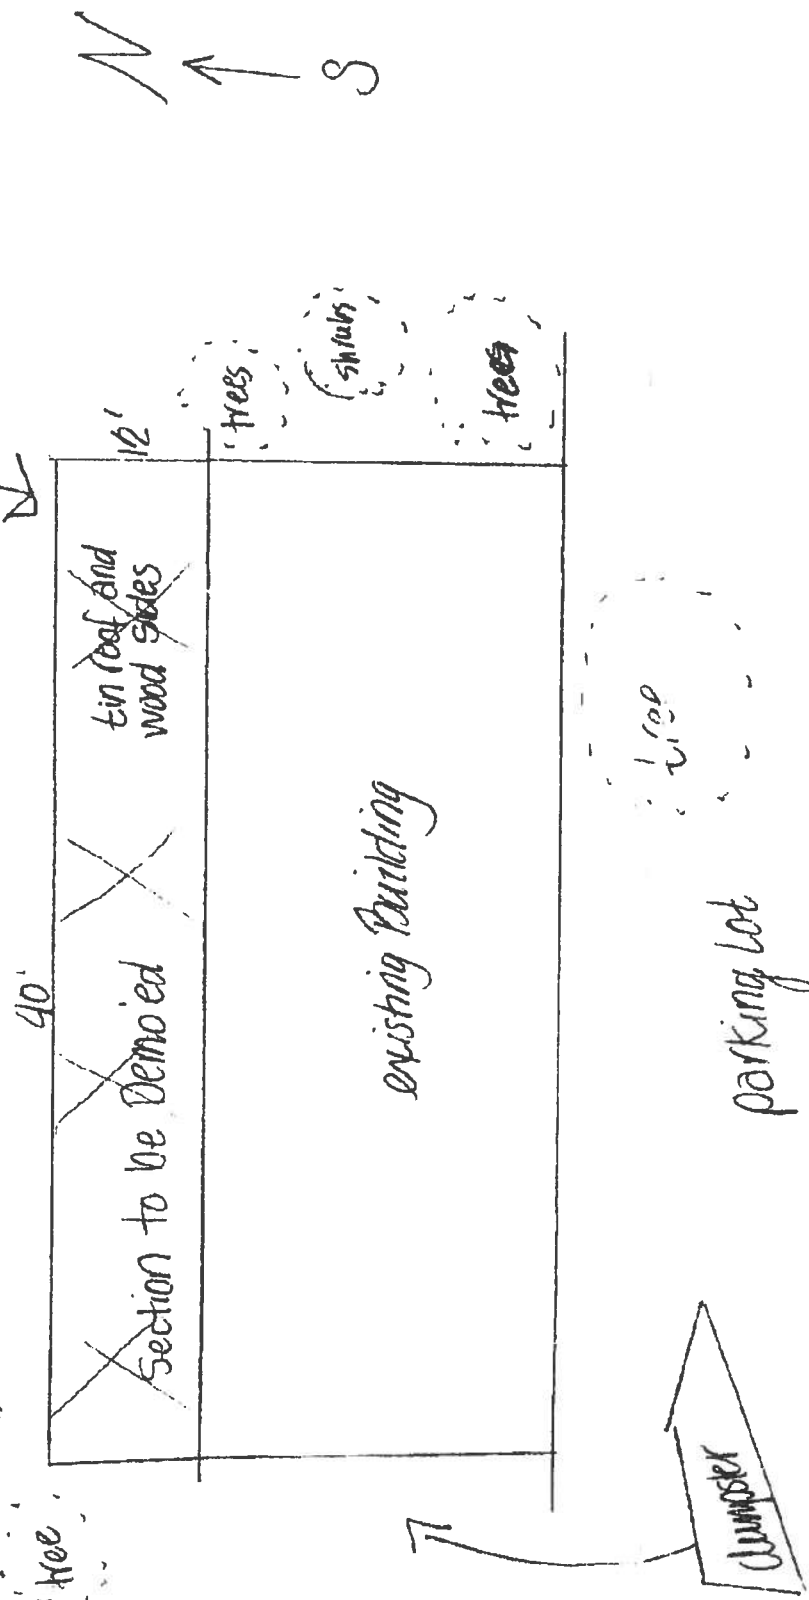 N
S
40'
12'
tin roof and
wood sides
Section to be Demo'ed
existing Building
trees
shrubs
trees
tree
tree
parking Lot
dumpster